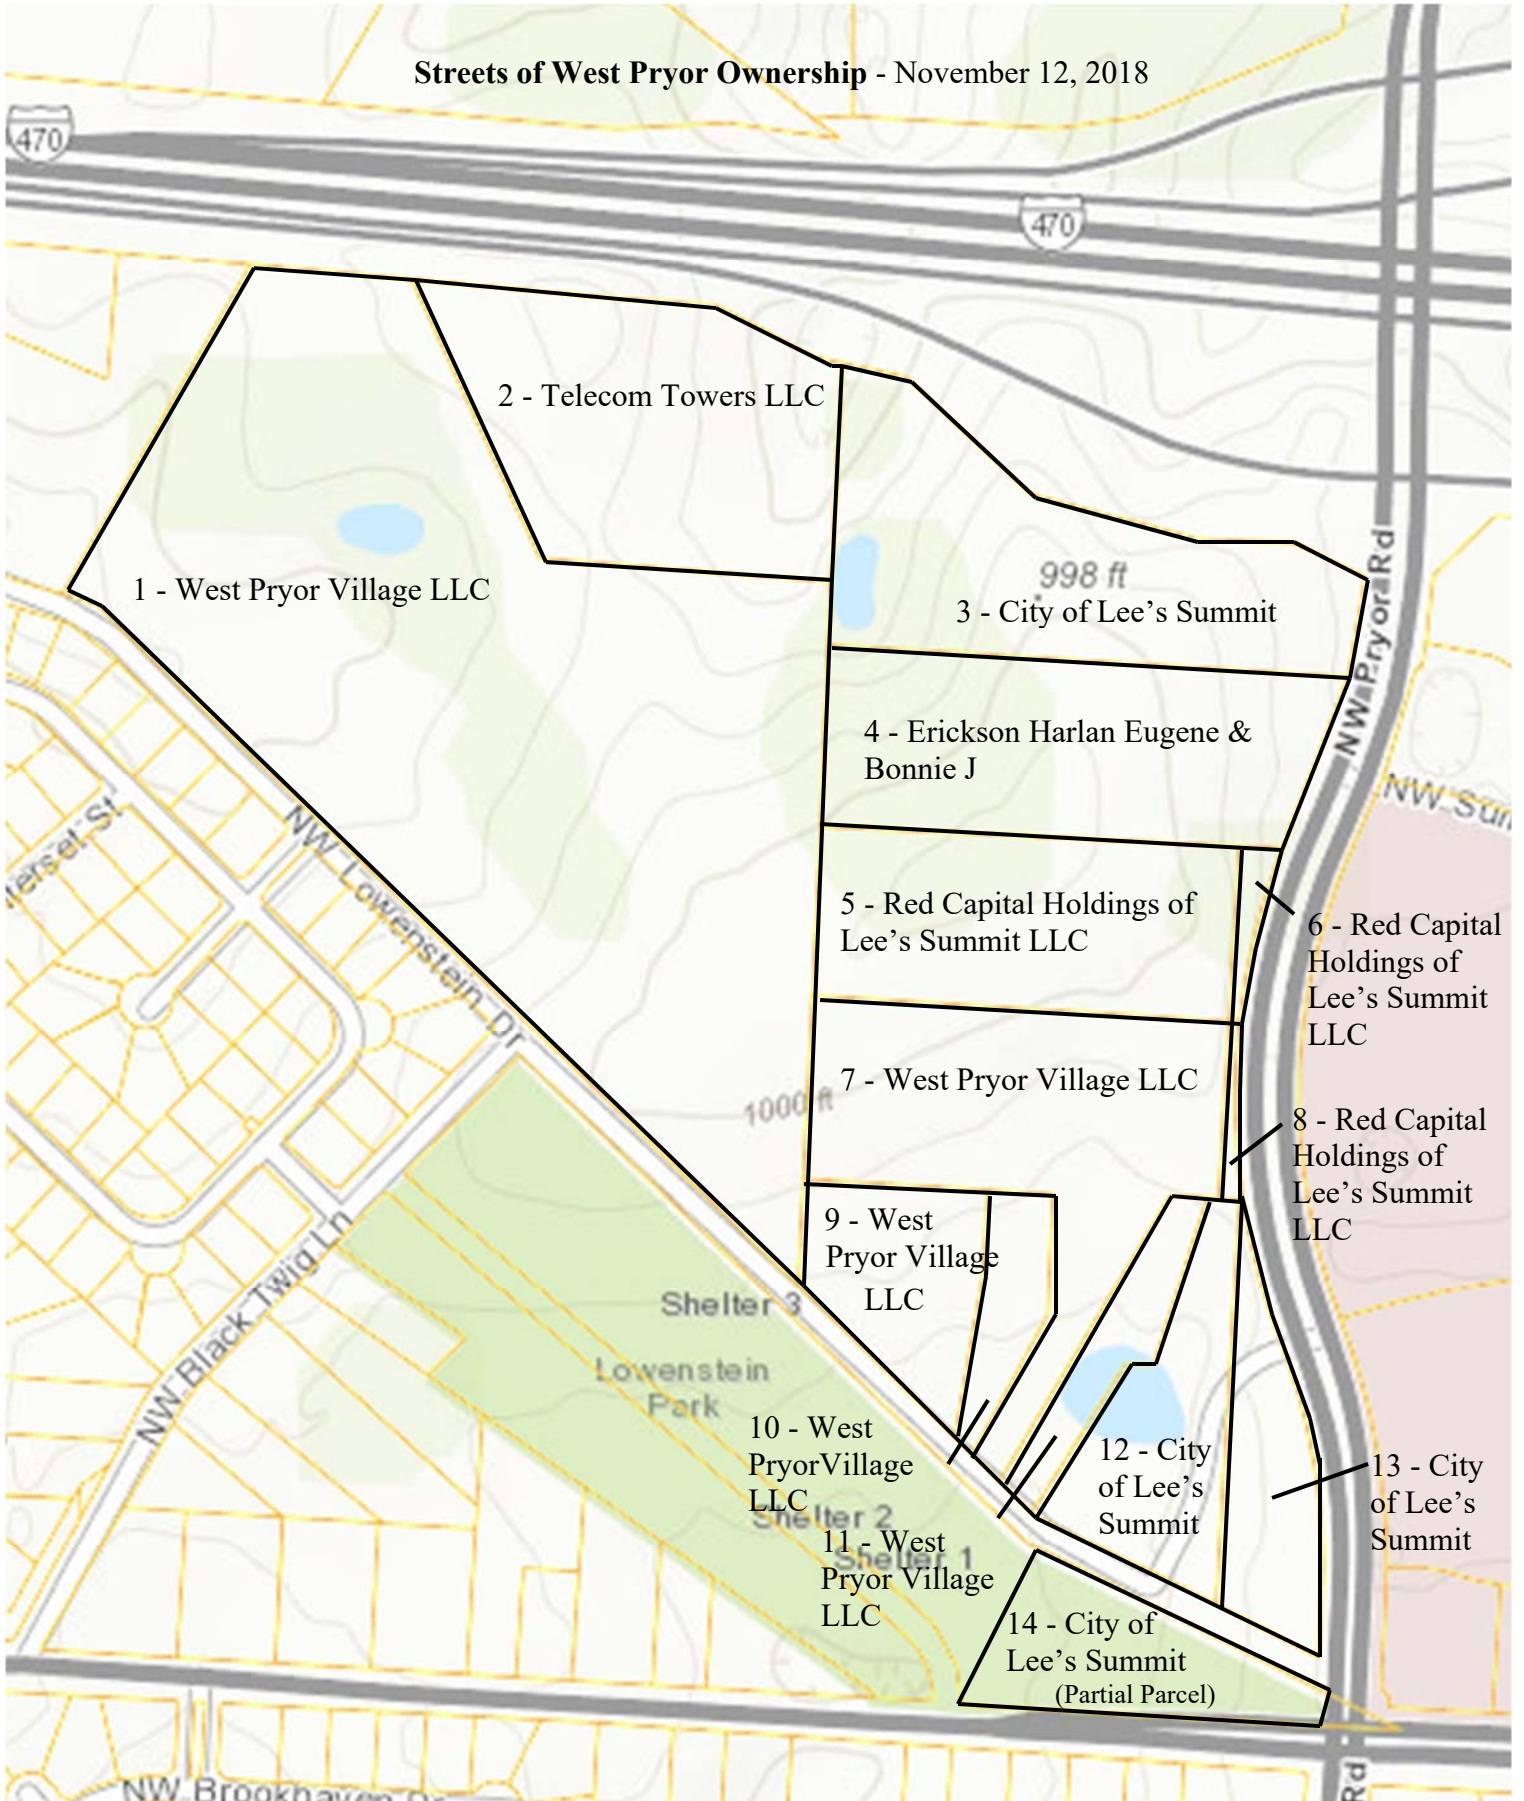 Streets of West Pryor Ownership - November 12, 2018
470
470
2 - Telecom Towers LLC
1 - West Pryor Village LLC
998 ft
3 - City of Lee's Summit
NW Pryor Rd
4 - Erickson Harlan Eugene &
Bonnie J
NW Sum
NW Lowenstein Dr
terset St
5 - Red Capital Holdings of
Lee's Summit LLC
6 - Red Capital
Holdings of
Lee's Summit
LLC
7 - West Pryor Village LLC
1000 ft
8 - Red Capital
Holdings of
Lee's Summit
LLC
9 - West
Pryor Village
LLC
NW Black Twig Ln
Shelter 3
Lowenstein
Park
10 - West
PryorVillage
LLC
Shelter 2
11 - West
Shelter 1
Pryor Village
LLC
12 - City
of Lee's
Summit
13 - City
of Lee's
Summit
14 - City of
Lee's Summit
(Partial Parcel)
NW Brookhaven Dr
Rd